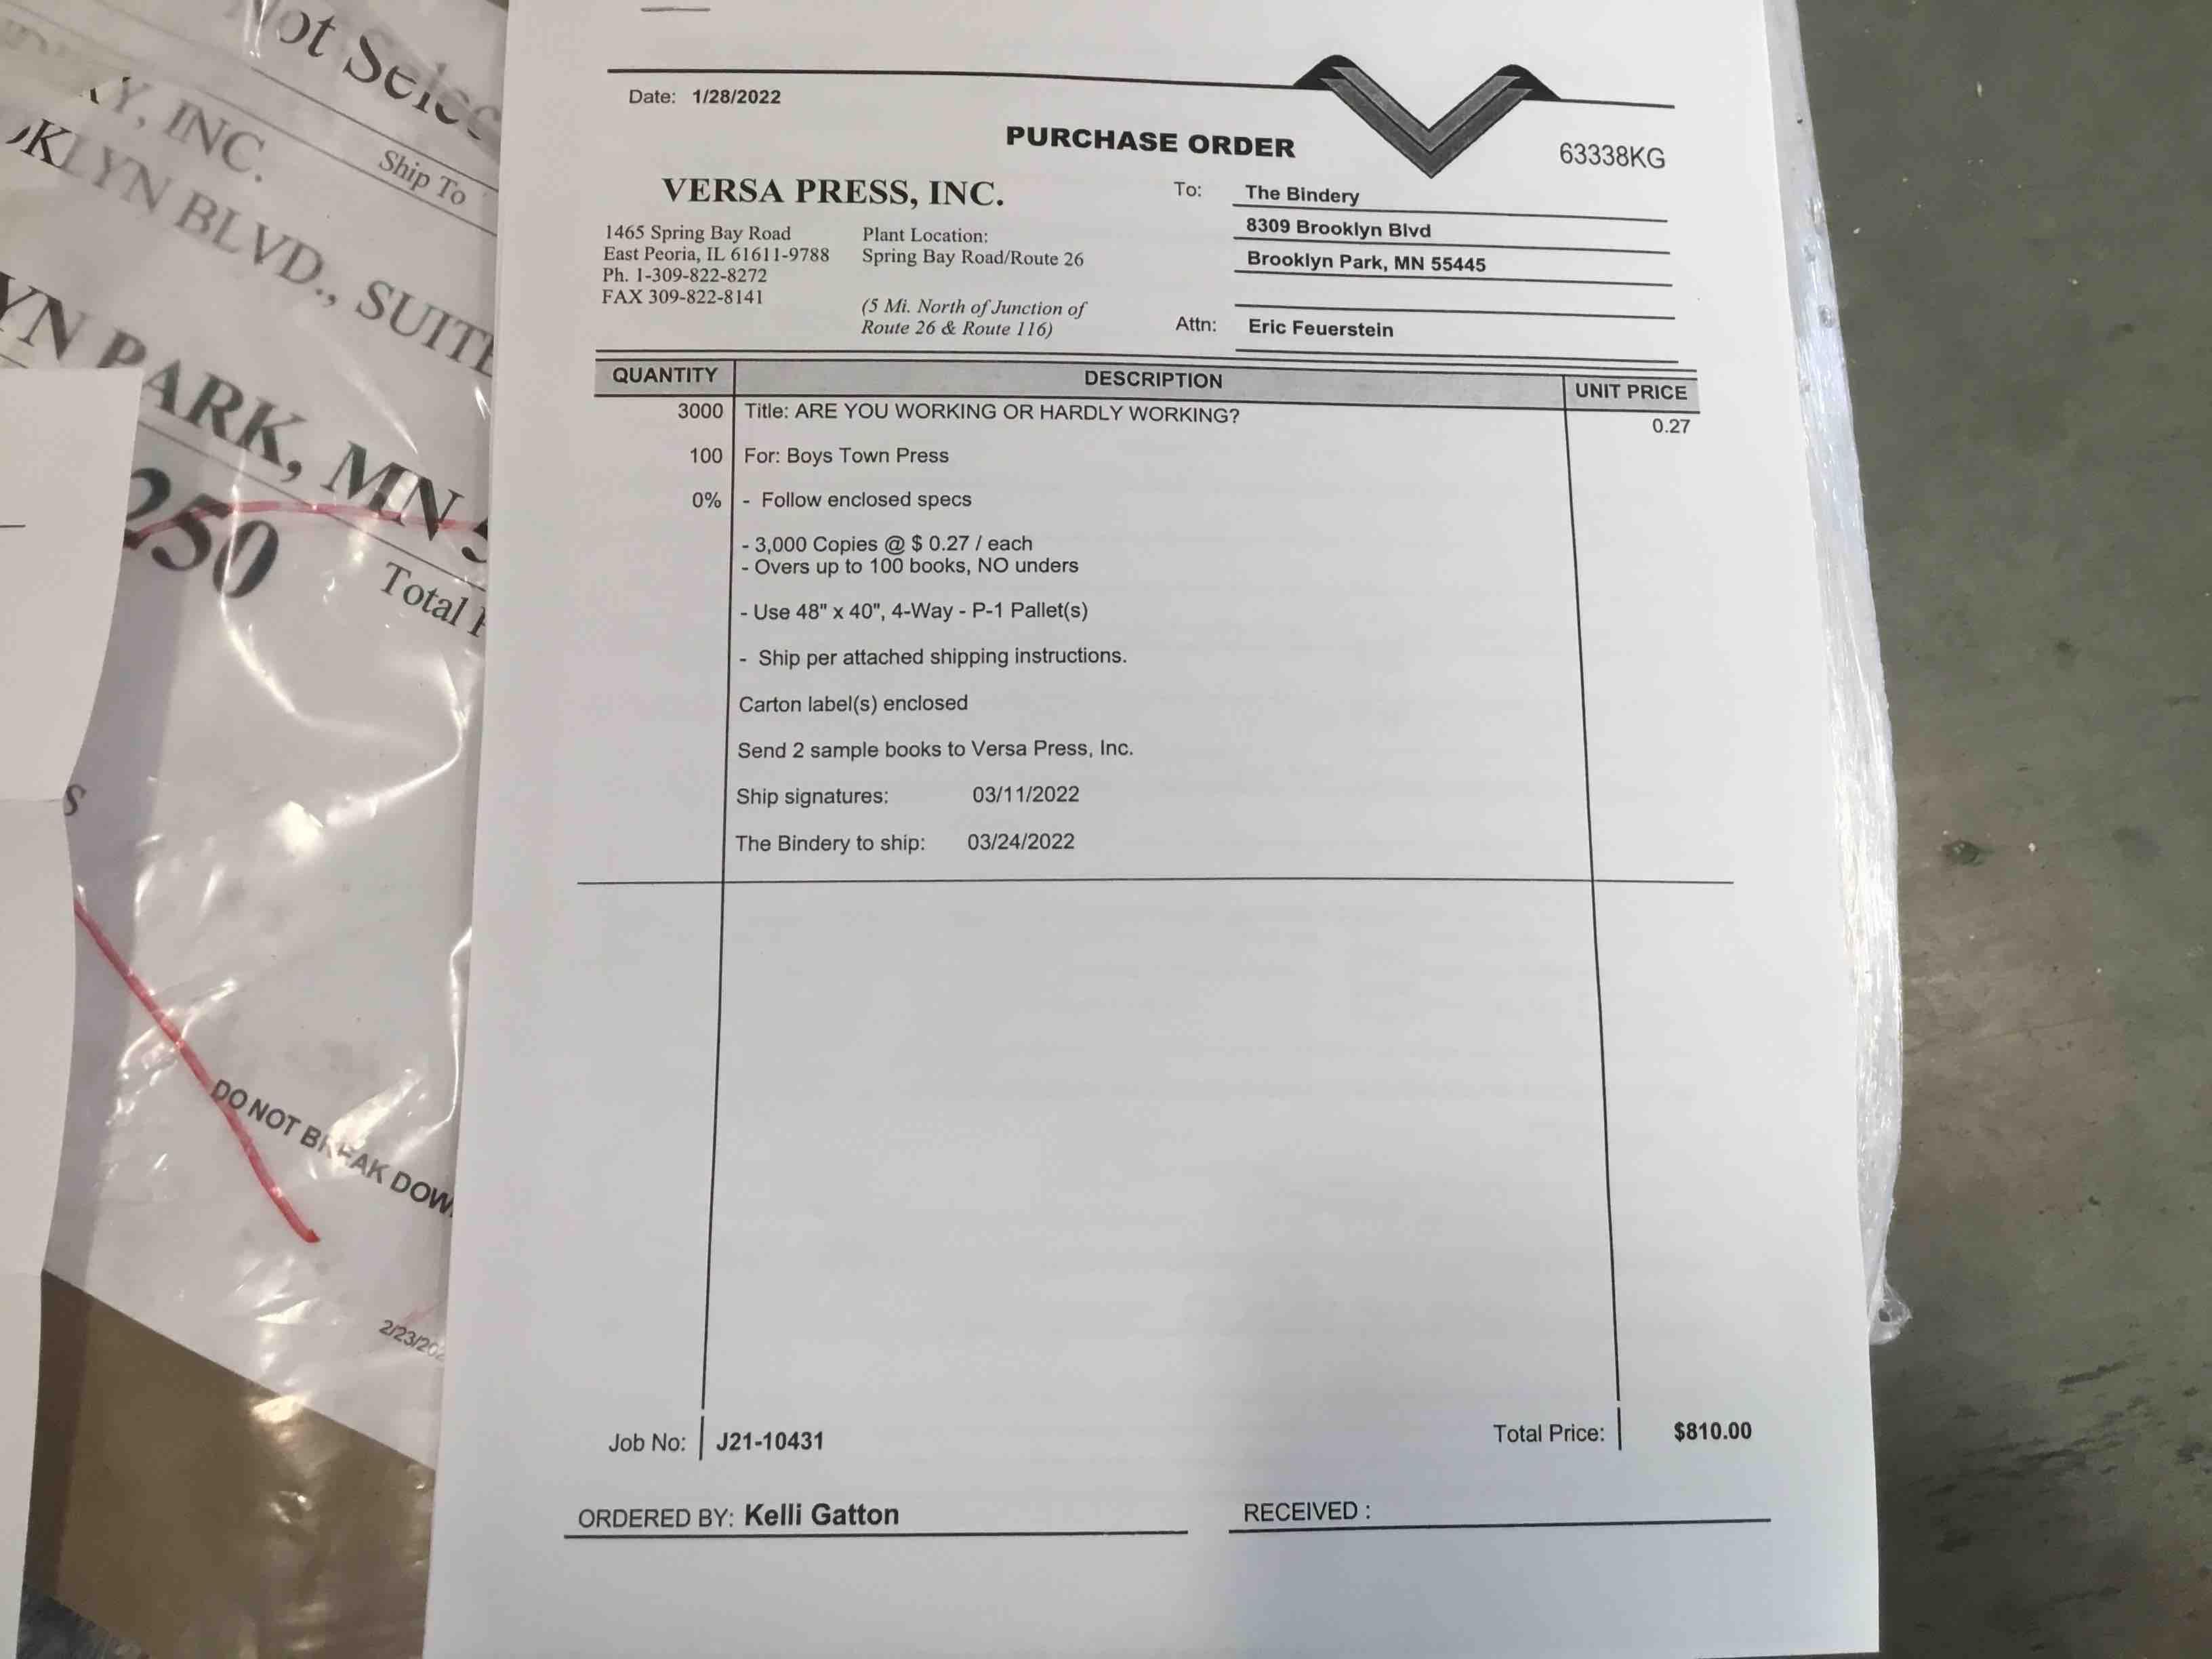 ot Selec
Y, INC.
Ship To
KLYN BLVD., SUITE
YN PARK, MN 5
250
Total
S
DO NOT BREAK DOW
2/23/202
Date: 1/28/2022
PURCHASE ORDER
63338KG
VERSA PRESS, INC.
1465 Spring Bay Road
East Peoria, IL 61611-9788
Ph. 1-309-822-8272
FAX 309-822-8141
Plant Location:
Spring Bay Road/Route 26
(5 Mi. North of Junction of
Route 26 & Route 116)
To: The Bindery
8309 Brooklyn Blvd
Brooklyn Park, MN 55445
Attn: Eric Feuerstein
QUANTITY DESCRIPTION UNIT PRICE
3000 Title: ARE YOU WORKING OR HARDLY WORKING? 0.27
100 For: Boys Town Press
0% - Follow enclosed specs
- 3,000 Copies @ $ 0.27 / each
- Overs up to 100 books, NO unders
- Use 48" x 40", 4-Way - P-1 Pallet(s)
- Ship per attached shipping instructions.
Carton label(s) enclosed
Send 2 sample books to Versa Press, Inc.
Ship signatures: 03/11/2022
The Bindery to ship: 03/24/2022
Job No: J21-10431 Total Price: $810.00
ORDERED BY: Kelli Gatton RECEIVED :